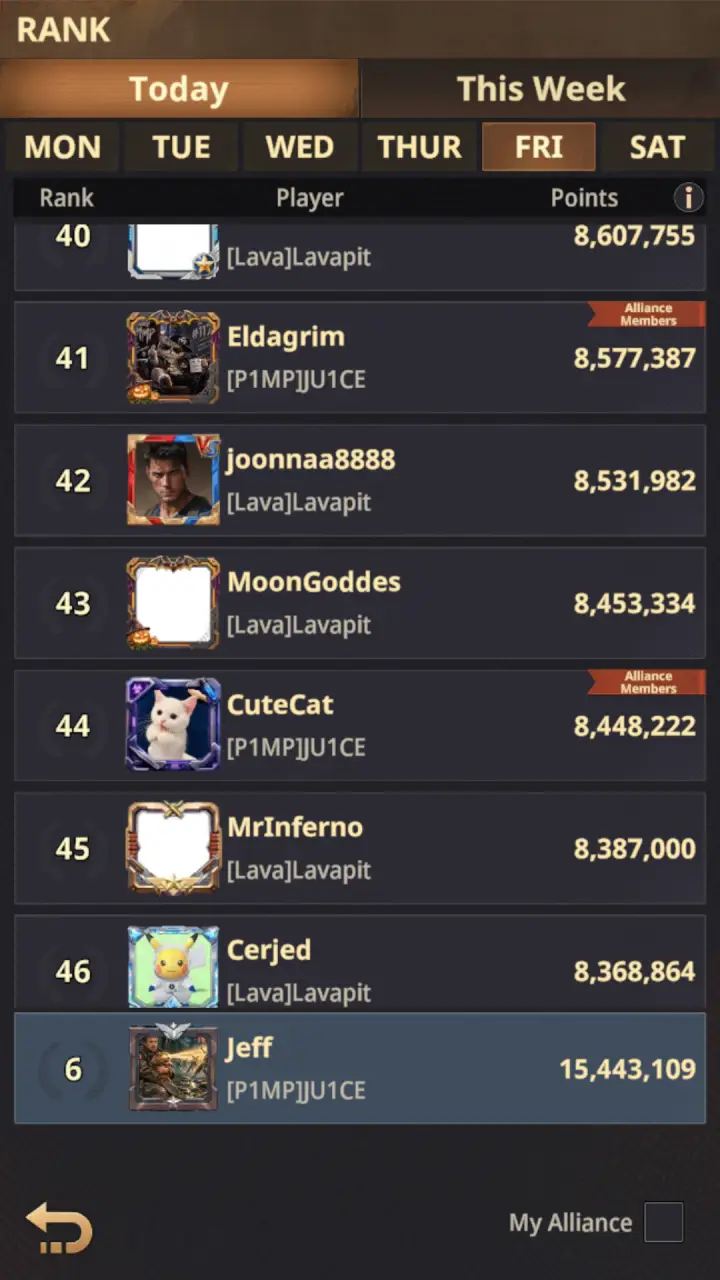 RANK
Today
This Week
MON TUE WED THUR FRI SAT
Rank Player Points
40
[Lava]Lavapit
8,607,755
Alliance
Members
41
Eldagrim
[P1MP]JU1CE
8,577,387
42
joonnaa8888
[Lava]Lavapit
8,531,982
43
MoonGoddes
[Lava]Lavapit
8,453,334
Alliance
Members
44
CuteCat
[P1MP]JU1CE
8,448,222
45
MrInferno
[Lava]Lavapit
8,387,000
46
Cerjed
[Lava]Lavapit
8,368,864
6
Jeff
[P1MP]JU1CE
15,443,109
My Alliance